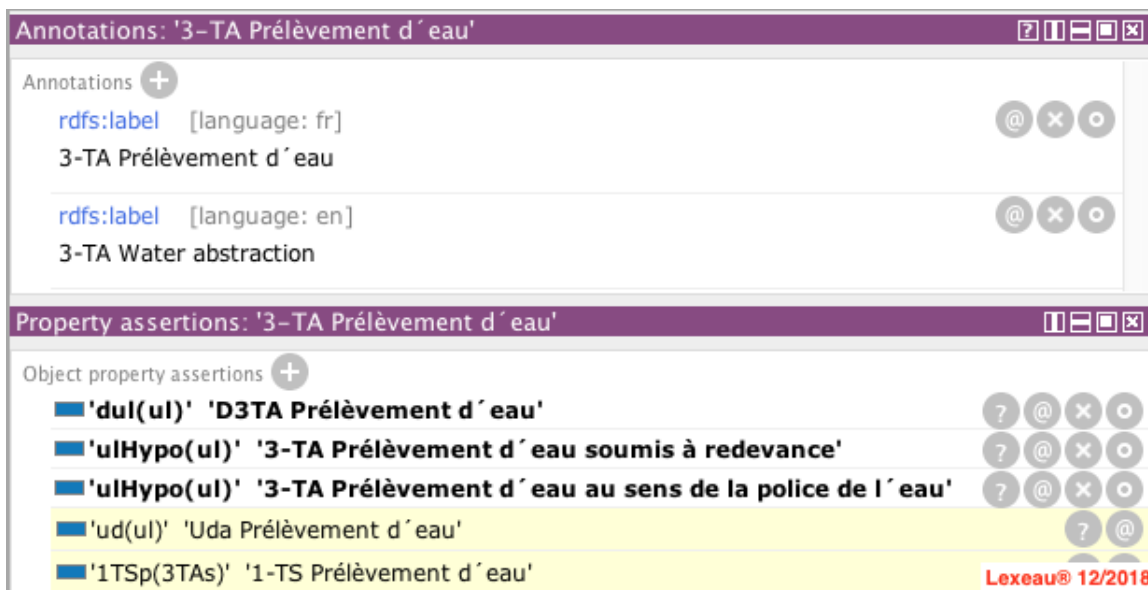 Annotations: '3–TA Prélèvement d´eau'
Annotations
rdfs:label [language: fr]
3-TA Prélèvement d´eau
rdfs:label [language: en]
3-TA Water abstraction
Property assertions: '3–TA Prélèvement d´eau'
Object property assertions
'dul(ul)' 'D3TA Prélèvement d´eau'
'ulHypo(ul)' '3-TA Prélèvement d´eau soumis à redevance'
'ulHypo(ul)' '3-TA Prélèvement d´eau au sens de la police de l´eau'
'ud(ul)' 'Uda Prélèvement d´eau'
'1TSp(3TAs)' '1-TS Prélèvement d´eau'
Lexeau® 12/2018